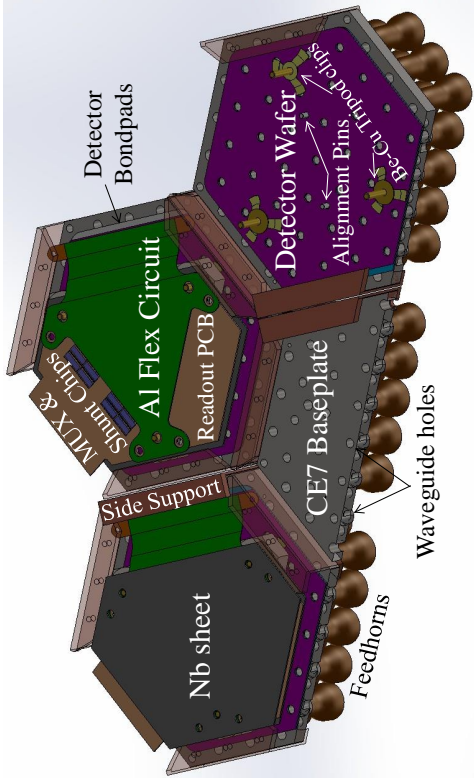 Detector
Bondpads
MUX &
Shunt Chips
Al Flex Circuit
Readout PCB
Detector Wafer
Alignment Pins
Be-Cu Tripod clips
Side Support
CE7 Baseplate
Waveguide holes
Nb sheet
Feedhorns